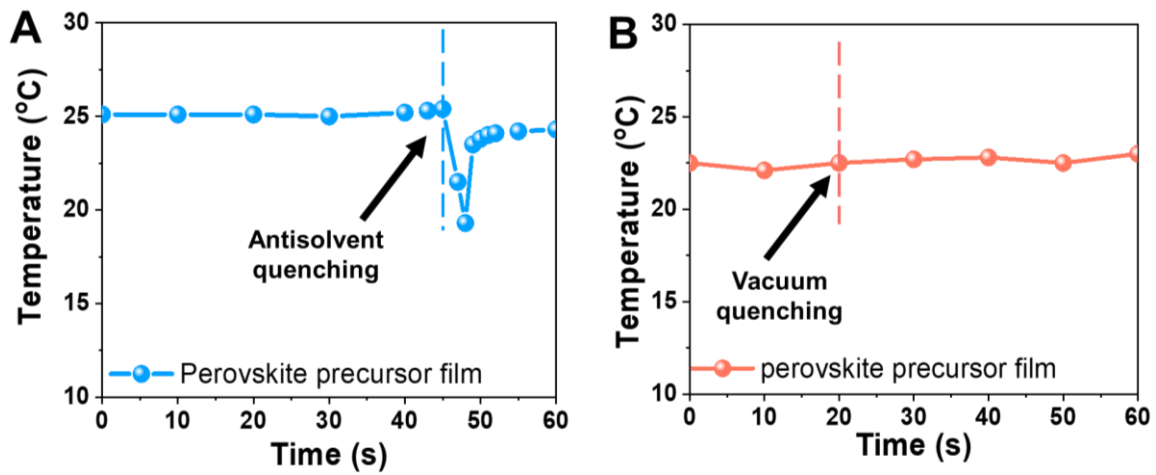 A
30
25
20
15
10
Temperature (°C)
Antisolvent
quenching
Perovskite precursor film
0 10 20 30 40 50 60
Time (s)
B
30
25
20
15
10
Temperature (°C)
Vacuum
quenching
perovskite precursor film
0 10 20 30 40 50 60
Time (s)